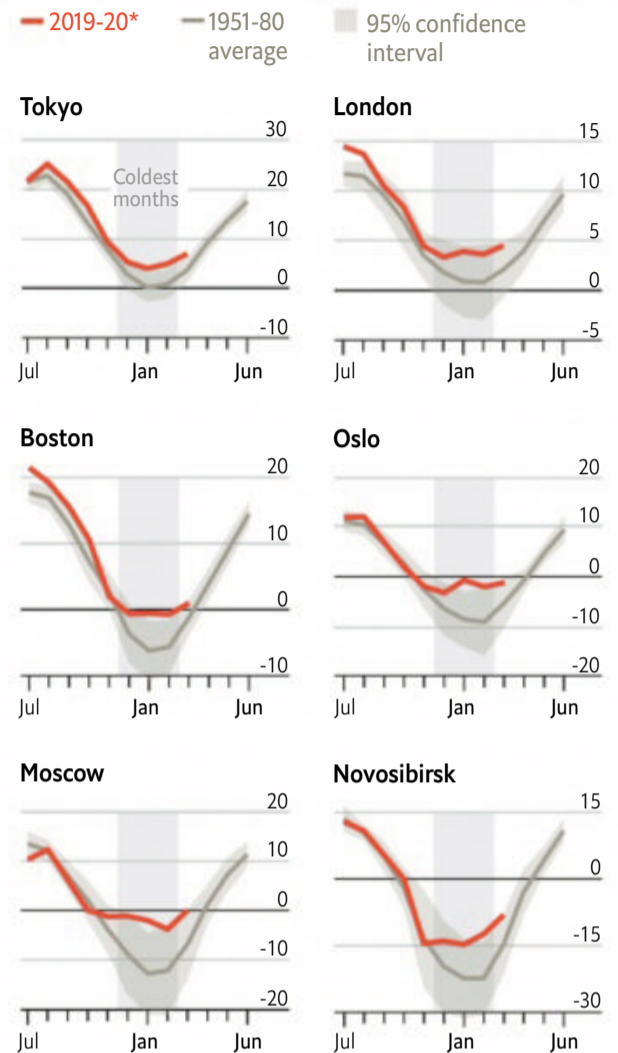 2019-20*
1951-80
average
95% confidence
interval
Tokyo
30
20
10
0
-10
Coldest
months
Jul
Jan
Jun
London
15
10
5
0
-5
Jul
Jan
Jun
Boston
20
10
0
-10
Jul
Jan
Jun
Oslo
20
10
0
-10
-20
Jul
Jan
Jun
Moscow
20
10
0
-10
-20
Jul
Jan
Jun
Novosibirsk
15
0
-15
-30
Jul
Jan
Jun